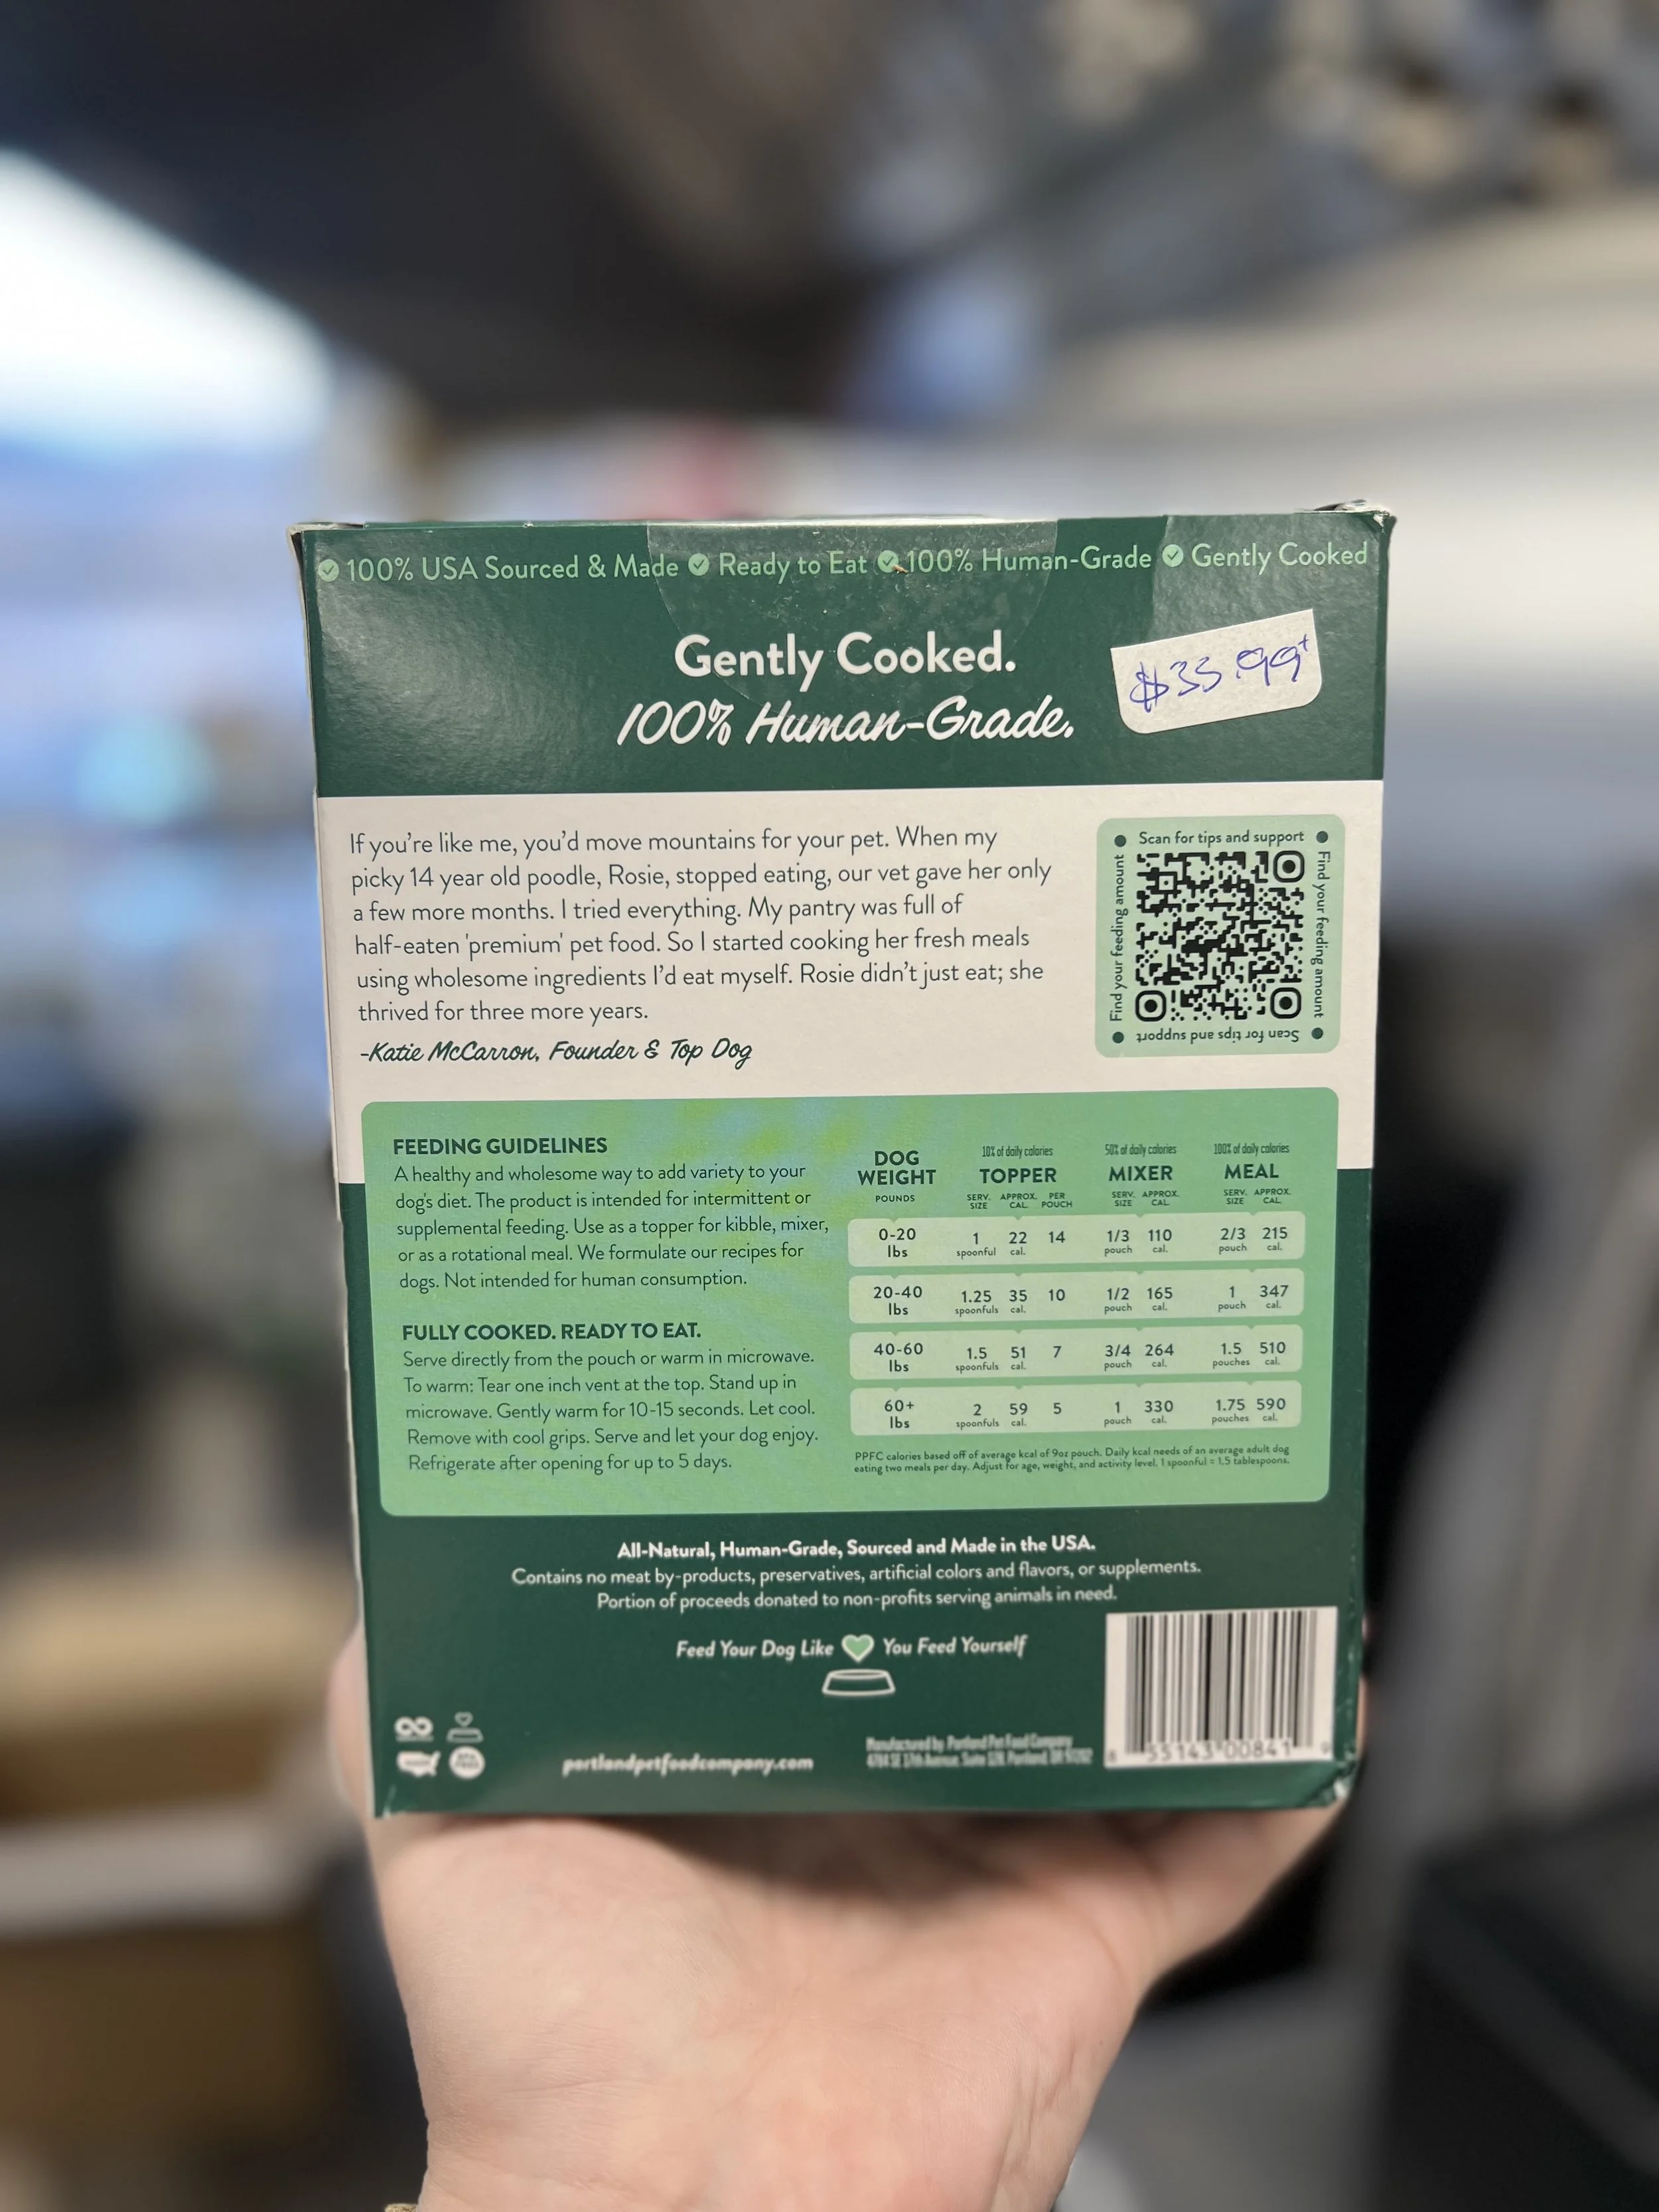 100% USA Sourced & Made Ready to Eat 100% Human-Grade Gently Cooked
Gently Cooked.
100% Human-Grade.
$35.99+
If you're like me, you'd move mountains for your pet. When my
picky 14 year old poodle, Rosie, stopped eating, our vet gave her only
a few more months. I tried everything. My pantry was full of
half-eaten 'premium' pet food. So I started cooking her fresh meals
using wholesome ingredients I'd eat myself. Rosie didn't just eat; she
thrived for three more years.
-Katie McCarron, Founder & Top Dog
Scan for tips and support
Find your feeding amount
Scan for tips and support
Find your feeding amount
FEEDING GUIDELINES
A healthy and wholesome way to add variety to your
dog's diet. The product is intended for intermittent or
supplemental feeding. Use as a topper for kibble, mixer,
or as a rotational meal. We formulate our recipes for
dogs. Not intended for human consumption.
FULLY COOKED. READY TO EAT.
Serve directly from the pouch or warm in microwave.
To warm: Tear one inch vent at the top. Stand up in
microwave. Gently warm for 10-15 seconds. Let cool.
Remove with cool grips. Serve and let your dog enjoy.
Refrigerate after opening for up to 5 days.
10% of daily calories 50% of daily calories 100% of daily calories
DOG WEIGHT TOPPER MIXER MEAL
POUNDS SERV. SIZE APPROX. CAL. PER POUCH SERV. SIZE APPROX. CAL. SERV. SIZE APPROX. CAL.
0-20 1 22 14 1/3 110 2/3 215
lbs spoonful cal. pouch cal. pouch cal.
20-40 1.25 35 10 1/2 165 1 347
lbs spoonfuls cal. pouch cal. pouch cal.
40-60 1.5 51 7 3/4 264 1.5 510
lbs spoonfuls cal. pouch cal. pouches cal.
60+ 2 59 5 1 330 1.75 590
lbs spoonfuls cal. pouch cal. pouches cal.
PPFC calories based off of average kcal of 9oz pouch. Daily kcal needs of an average adult dog
eating two meals per day. Adjust for age, weight, and activity level. 1 spoonful = 1.5 tablespoons.
All-Natural, Human-Grade, Sourced and Made in the USA.
Contains no meat by-products, preservatives, artificial colors and flavors, or supplements.
Portion of proceeds donated to non-profits serving animals in need.
Feed Your Dog Like You Feed Yourself
portlandpetfoodcompany.com
Manufactured by: Portland Pet Food Company
8 55143 00841 9